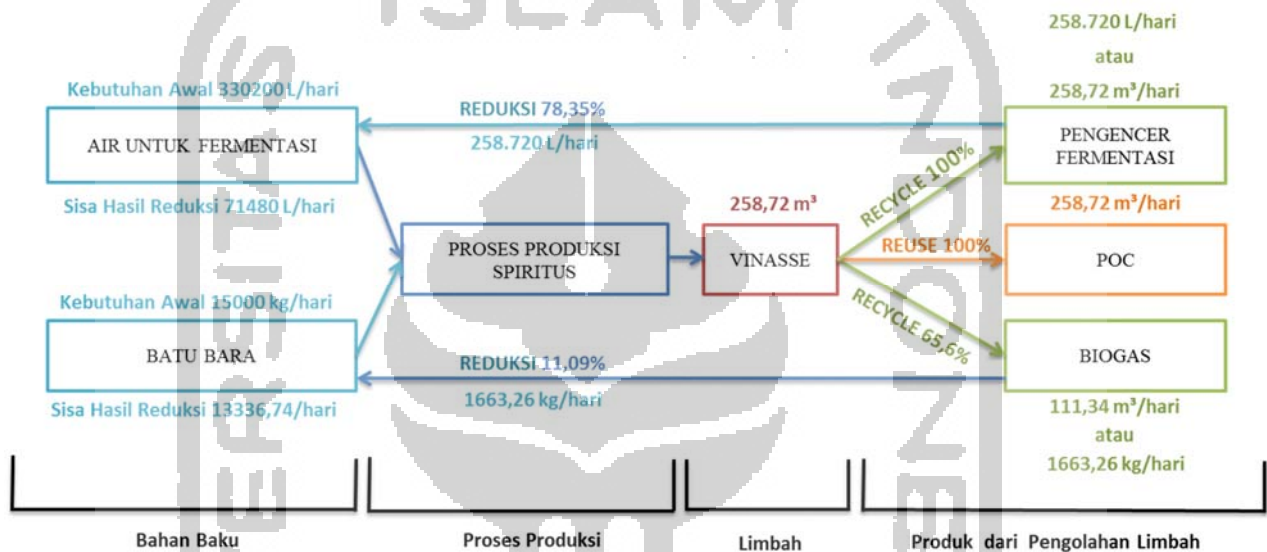 ISLAM
UNIVERSITAS
INDONE
258.720 L/hari
atau
258,72 m³/hari
Kebutuhan Awal 330200 L/hari
AIR UNTUK FERMENTASI
Sisa Hasil Reduksi 71480 L/hari
REDUKSI 78,35%
258.720 L/hari
PENGENCER
FERMENTASI
RECYCLE 100%
258,72 m³/hari
258,72 m³
REUSE 100%
POC
PROSES PRODUKSI
SPIRITUS
VINASSE
Kebutuhan Awal 15000 kg/hari
BATU BARA
Sisa Hasil Reduksi 13336,74/hari
RECYCLE 65,6%
REDUKSI 11,09%
1663,26 kg/hari
BIOGAS
111,34 m³/hari
atau
1663,26 kg/hari
Bahan Baku
Proses Produksi
Limbah
Produk dari Pengolahan Limbah